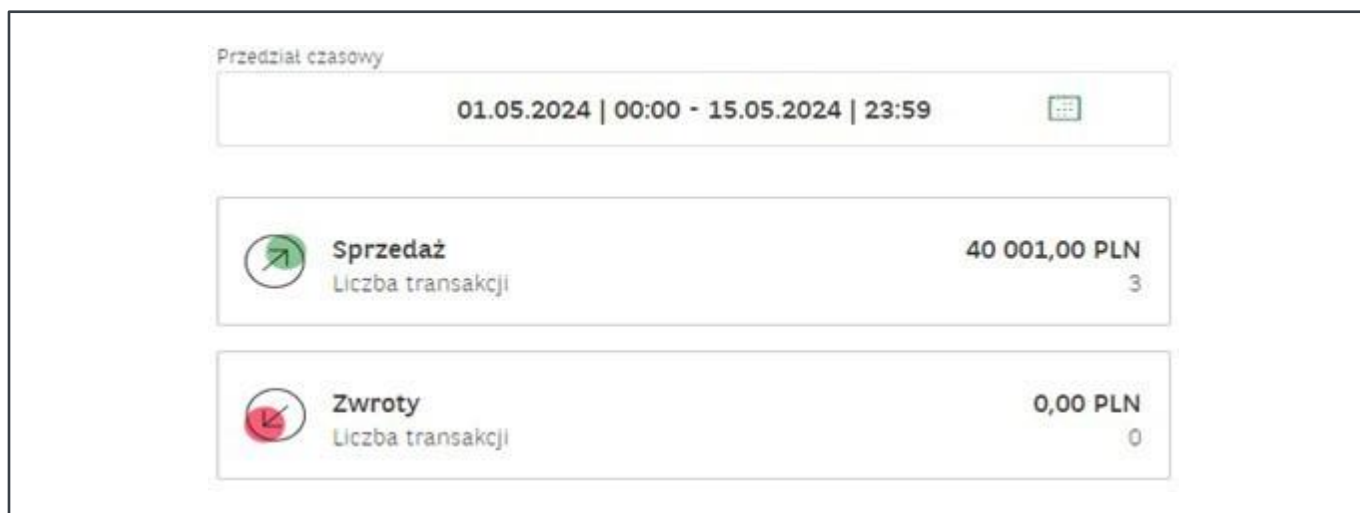 Przedział czasowy
01.05.2024 | 00:00 - 15.05.2024 | 23:59
Sprzedaż 40 001,00 PLN
Liczba transakcji 3
Zwroty 0,00 PLN
Liczba transakcji 0